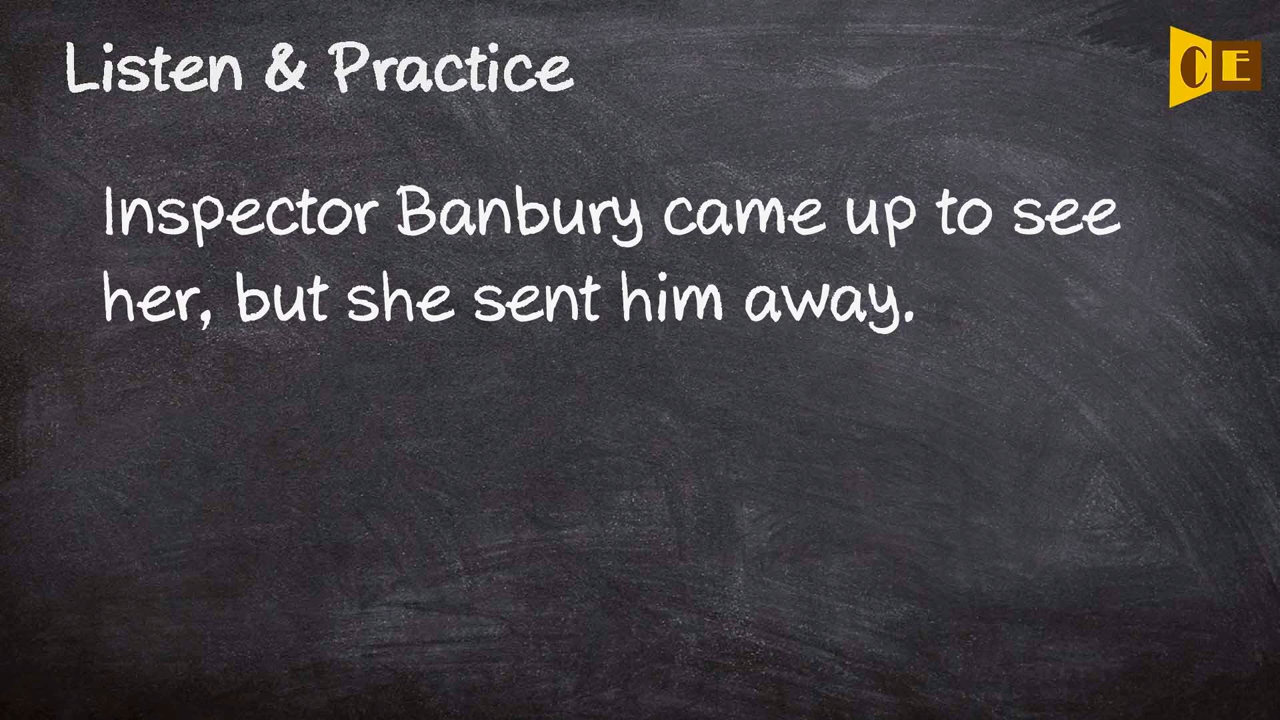 Listen & Practice
CE
Inspector Banbury came up to see
her, but she sent him away.